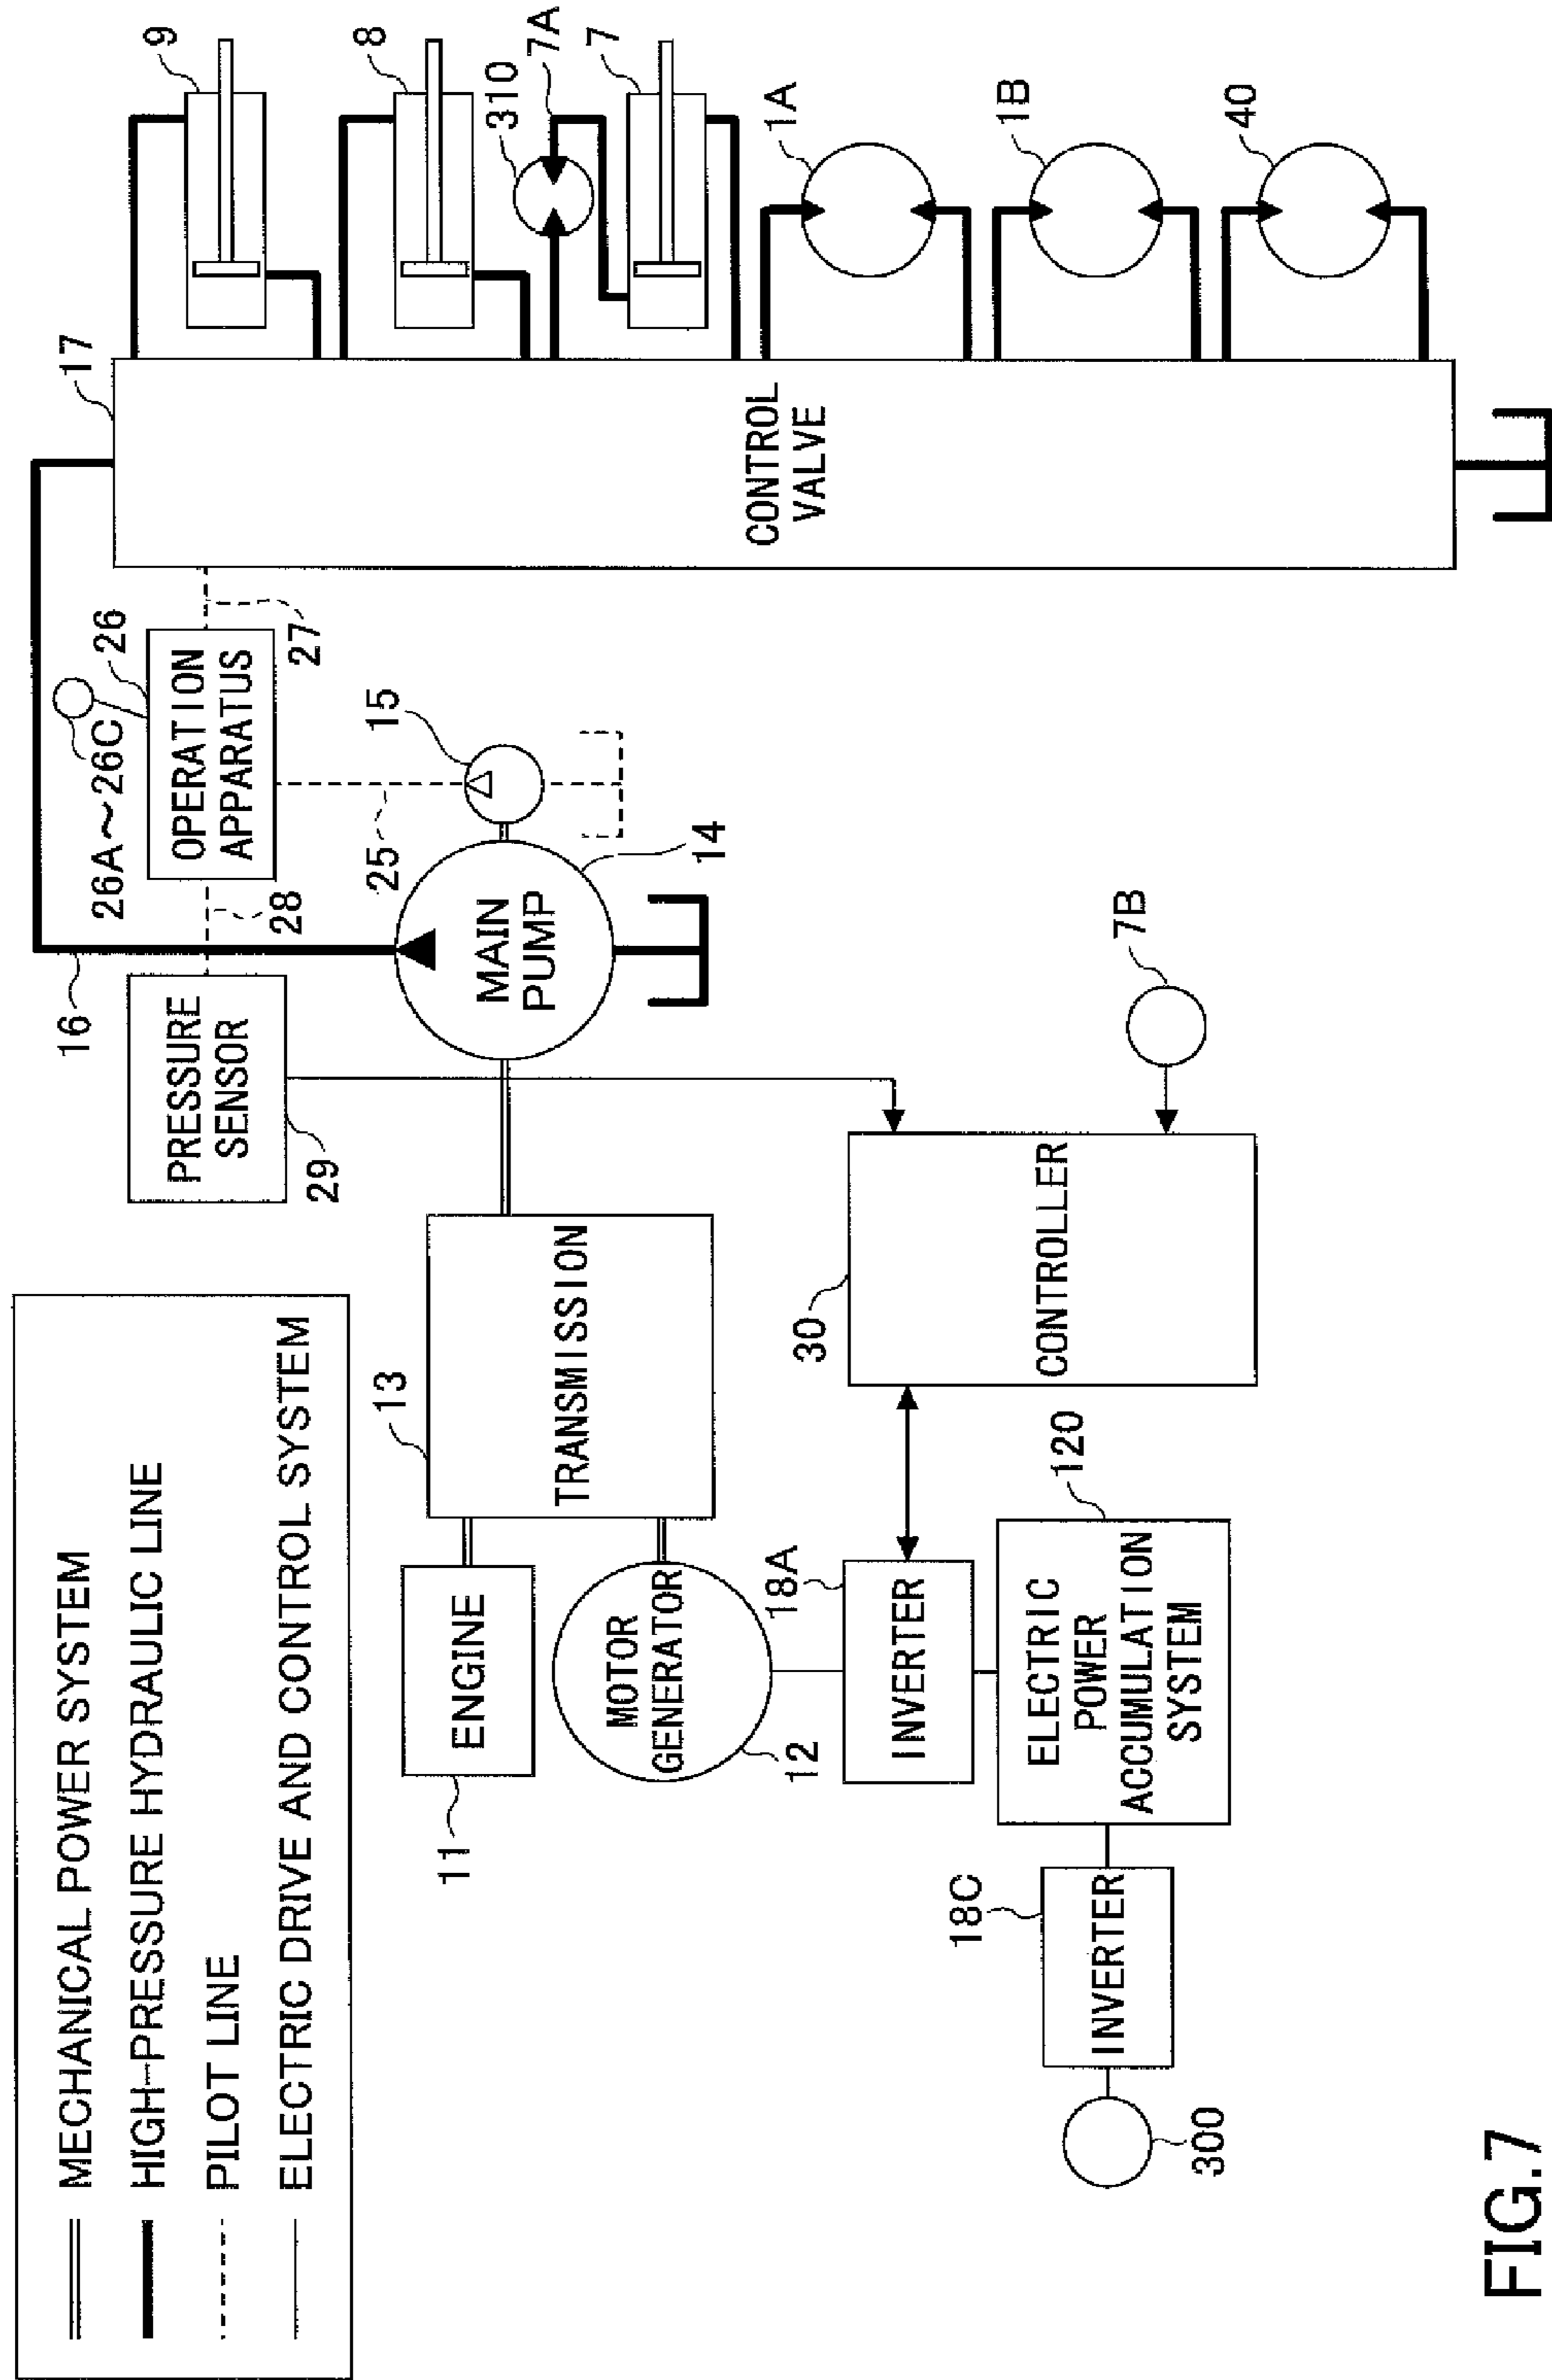 MECHANICAL POWER SYSTEM
HIGH-PRESSURE HYDRAULIC LINE
PILOT LINE
ELECTRIC DRIVE AND CONTROL SYSTEM
16
PRESSURE
SENSOR
29
28
26A~26C
26
OPERATION
APPARATUS
27
25
15
17
CONTROL
VALVE
9
8
310
7A
7
1A
1B
40
11
ENGINE
13
TRANSMISSION
MAIN
PUMP
14
MOTOR
GENERATOR
12
18A
INVERTER
30
CONTROLLER
7B
120
ELECTRIC
POWER
ACCUMULATION
SYSTEM
18C
INVERTER
300
FIG.7